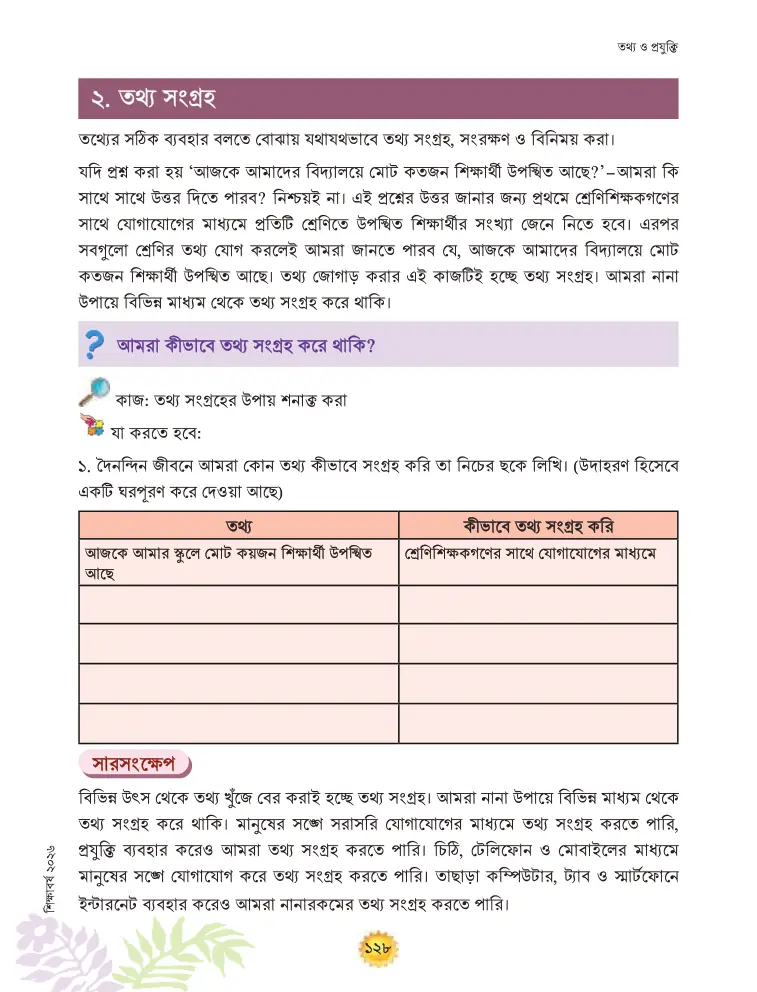 তথ্য ও প্রযুক্তি
২. তথ্য সংগ্রহ
তথ্যের সঠিক ব্যবহার বলতে বোঝায় যথাযথভাবে তথ্য সংগ্রহ, সংরক্ষণ ও বিনিময় করা।
যদি প্রশ্ন করা হয় ‘আজকে আমাদের বিদ্যালয়ে মোট কতজন শিক্ষার্থী উপস্থিত আছে?’–আমরা কি
সাথে সাথে উত্তর দিতে পারব? নিশ্চয়ই না। এই প্রশ্নের উত্তর জানার জন্য প্রথমে শ্রেণিশিক্ষকগণের
সাথে যোগাযোগের মাধ্যমে প্রতিটি শ্রেণিতে উপস্থিত শিক্ষার্থীর সংখ্যা জেনে নিতে হবে। এরপর
সবগুলো শ্রেণির তথ্য যোগ করলেই আমরা জানতে পারব যে, আজকে আমাদের বিদ্যালয়ে মোট
কতজন শিক্ষার্থী উপস্থিত আছে। তথ্য জোগাড় করার এই কাজটিই হচ্ছে তথ্য সংগ্রহ। আমরা নানা
উপায়ে বিভিন্ন মাধ্যম থেকে তথ্য সংগ্রহ করে থাকি।
? আমরা কীভাবে তথ্য সংগ্রহ করে থাকি?
কাজ: তথ্য সংগ্রহের উপায় শনাক্ত করা
যা করতে হবে:
১. দৈনন্দিন জীবনে আমরা কোন তথ্য কীভাবে সংগ্রহ করি তা নিচের ছকে লিখি। (উদাহরণ হিসেবে
একটি ঘরপূরণ করে দেওয়া আছে)
তথ্য কীভাবে তথ্য সংগ্রহ করি
আজকে আমার স্কুলে মোট কয়জন শিক্ষার্থী উপস্থিত
আছে
শ্রেণিশিক্ষকগণের সাথে যোগাযোগের মাধ্যমে
সারসংক্ষেপ
বিভিন্ন উৎস থেকে তথ্য খুঁজে বের করাই হচ্ছে তথ্য সংগ্রহ। আমরা নানা উপায়ে বিভিন্ন মাধ্যম থেকে
তথ্য সংগ্রহ করে থাকি। মানুষের সঙ্গে সরাসরি যোগাযোগের মাধ্যমে তথ্য সংগ্রহ করতে পারি,
প্রযুক্তি ব্যবহার করেও আমরা তথ্য সংগ্রহ করতে পারি। চিঠি, টেলিফোন ও মোবাইলের মাধ্যমে
মানুষের সঙ্গে যোগাযোগ করে তথ্য সংগ্রহ করতে পারি। তাছাড়া কম্পিউটার, ট্যাব ও স্মার্টফোনে
ইন্টারনেট ব্যবহার করেও আমরা নানারকমের তথ্য সংগ্রহ করতে পারি।
শিক্ষাবর্ষ ২০২৬
১২৮